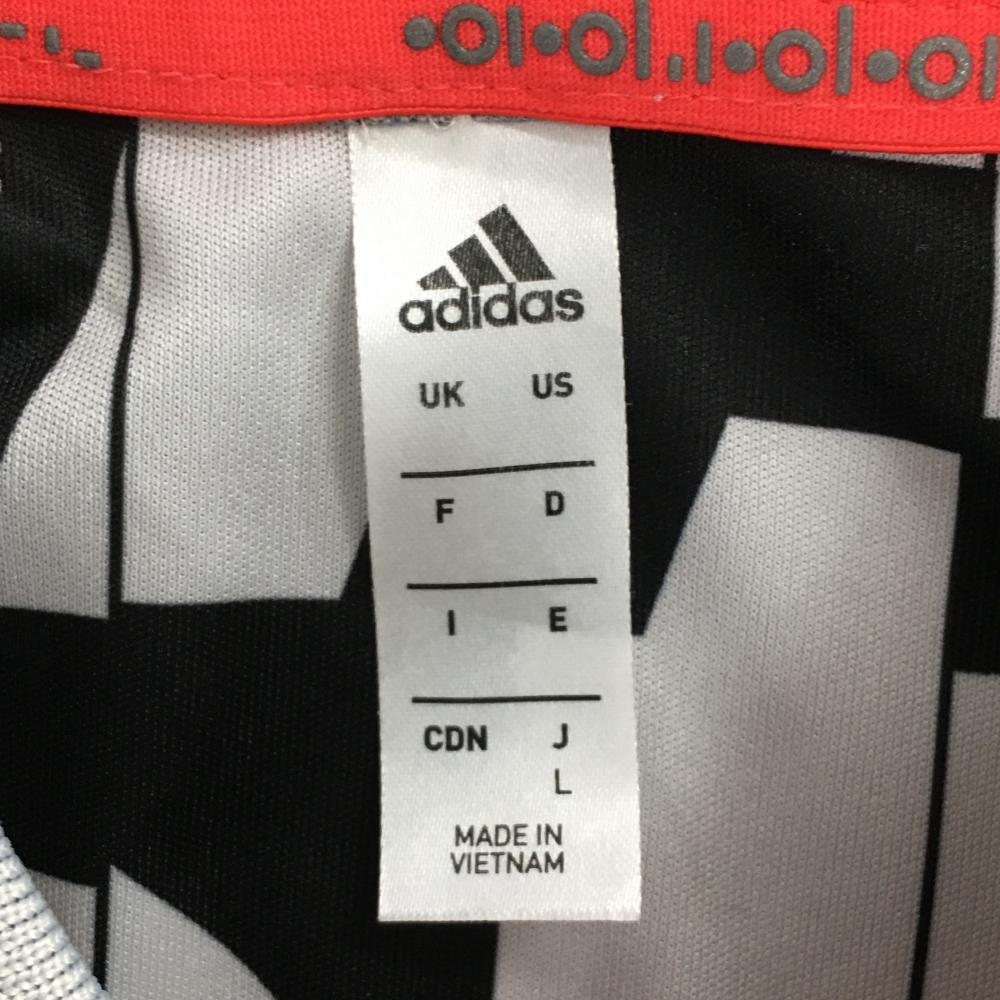 adidas
UK US
F D
I E
CDN J
L
MADE IN
VIETNAM